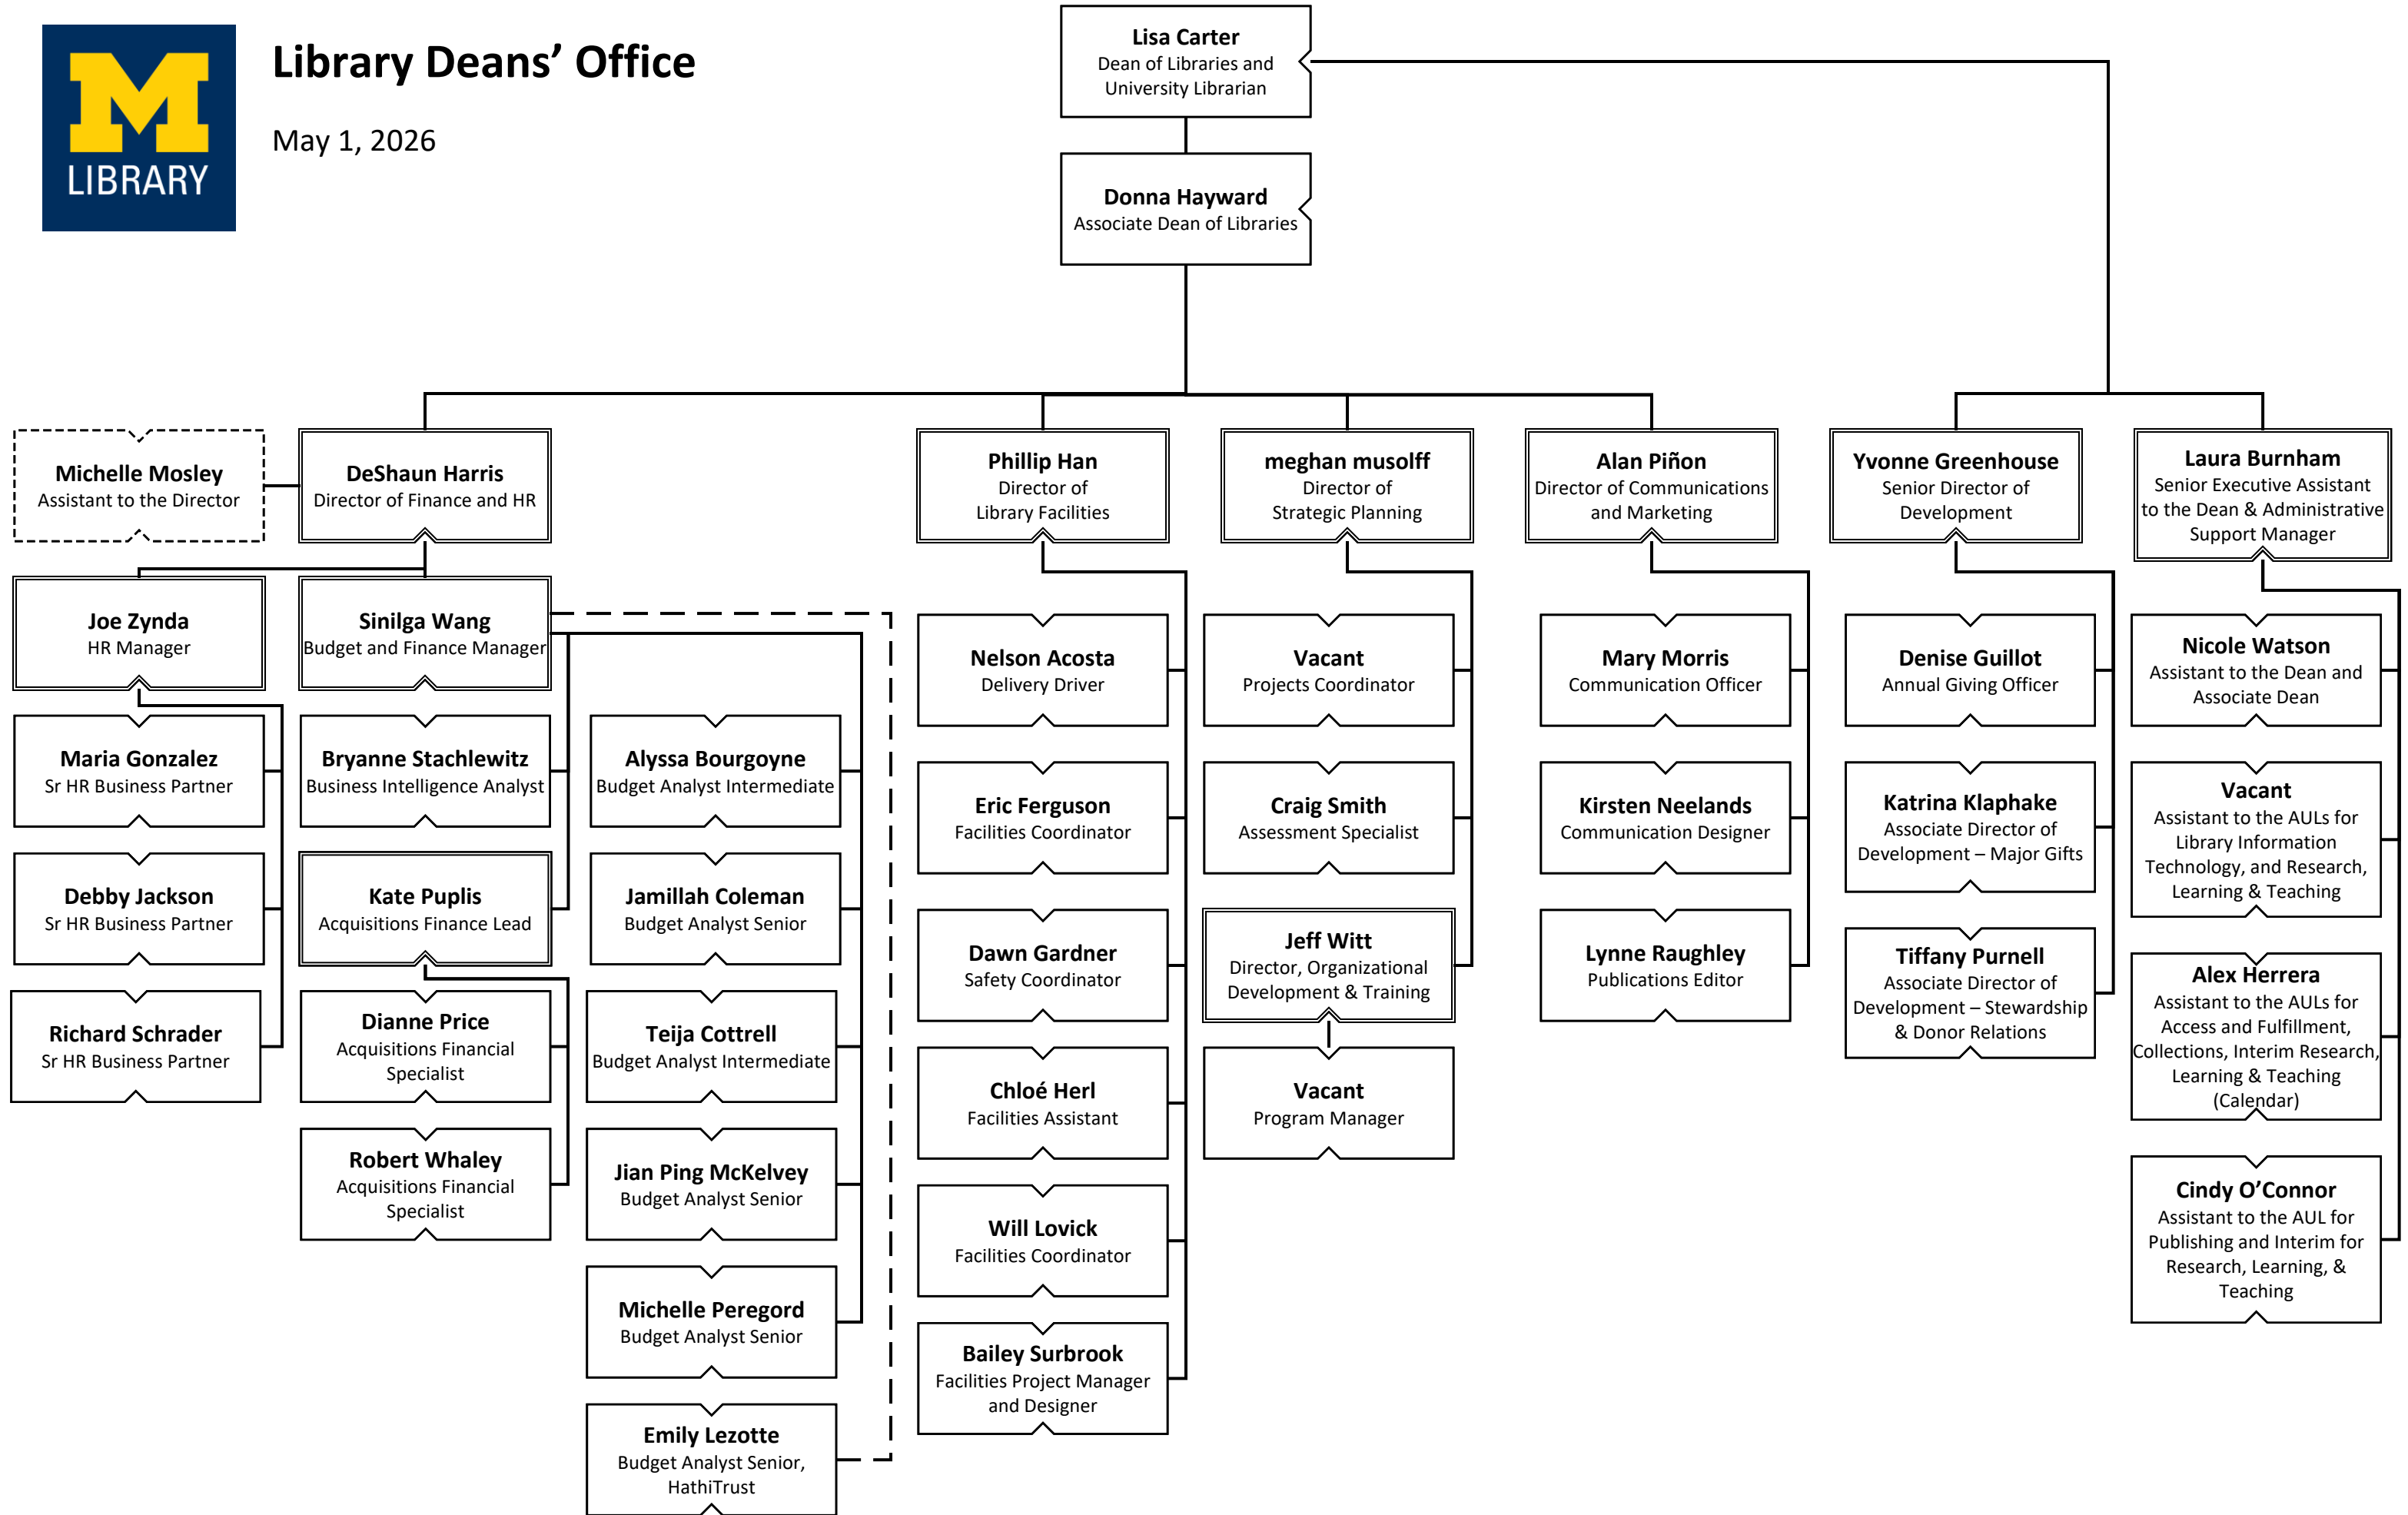 M
LIBRARY
Library Deans’ Office
May 1, 2026
Lisa Carter
Dean of Libraries and
University Librarian
Donna Hayward
Associate Dean of Libraries
Michelle Mosley
Assistant to the Director
DeShaun Harris
Director of Finance and HR
Phillip Han
Director of
Library Facilities
meghan musolff
Director of
Strategic Planning
Alan Piñon
Director of Communications
and Marketing
Yvonne Greenhouse
Senior Director of
Development
Laura Burnham
Senior Executive Assistant
to the Dean & Administrative
Support Manager
Joe Zynda
HR Manager
Maria Gonzalez
Sr HR Business Partner
Debby Jackson
Sr HR Business Partner
Richard Schrader
Sr HR Business Partner
Sinilga Wang
Budget and Finance Manager
Bryanne Stachlewitz
Business Intelligence Analyst
Kate Puplis
Acquisitions Finance Lead
Dianne Price
Acquisitions Financial
Specialist
Robert Whaley
Acquisitions Financial
Specialist
Alyssa Bourgoyne
Budget Analyst Intermediate
Jamillah Coleman
Budget Analyst Senior
Teija Cottrell
Budget Analyst Intermediate
Jian Ping McKelvey
Budget Analyst Senior
Michelle Peregord
Budget Analyst Senior
Emily Lezotte
Budget Analyst Senior,
HathiTrust
Nelson Acosta
Delivery Driver
Eric Ferguson
Facilities Coordinator
Dawn Gardner
Safety Coordinator
Chloé Herl
Facilities Assistant
Will Lovick
Facilities Coordinator
Bailey Surbrook
Facilities Project Manager
and Designer
Vacant
Projects Coordinator
Craig Smith
Assessment Specialist
Jeff Witt
Director, Organizational
Development & Training
Vacant
Program Manager
Mary Morris
Communication Officer
Kirsten Neelands
Communication Designer
Lynne Raughley
Publications Editor
Denise Guillot
Annual Giving Officer
Katrina Klaphake
Associate Director of
Development – Major Gifts
Tiffany Purnell
Associate Director of
Development – Stewardship
& Donor Relations
Nicole Watson
Assistant to the Dean and
Associate Dean
Vacant
Assistant to the AULs for
Library Information
Technology, and Research,
Learning & Teaching
Alex Herrera
Assistant to the AULs for
Access and Fulfillment,
Collections, Interim Research,
Learning & Teaching
(Calendar)
Cindy O’Connor
Assistant to the AUL for
Publishing and Interim for
Research, Learning, &
Teaching